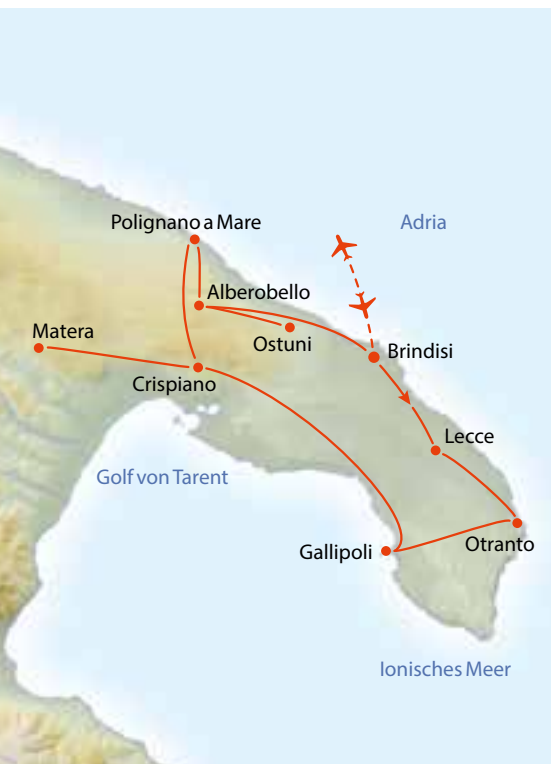 Polignano a Mare
Adria
Alberobello
Matera
Ostuni
Brindisi
Crispiano
Lecce
Golf von Tarent
Gallipoli
Otranto
Ionisches Meer